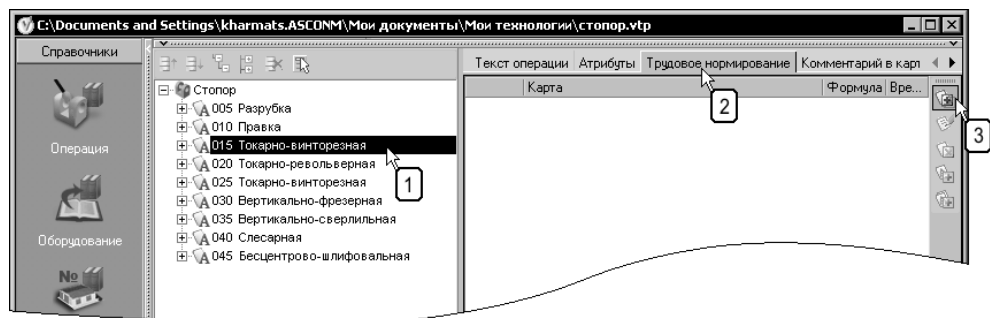 C:\Documents and Settings\kharmats.ASCONM\Мои документы\Мои технологии\стопор.vtp
Справочники
Текст операции Атрибуты Трудовое нормирование Комментарий в карт
Карта Формула Вре...
Стопор
005 Разрубка
010 Правка
015 Токарно-винторезная
020 Токарно-револьверная
025 Токарно-винторезная
030 Вертикально-фрезерная
035 Вертикально-сверлильная
040 Слесарная
045 Бесцентрово-шлифовальная
Операция
Оборудование
№
1
2
3